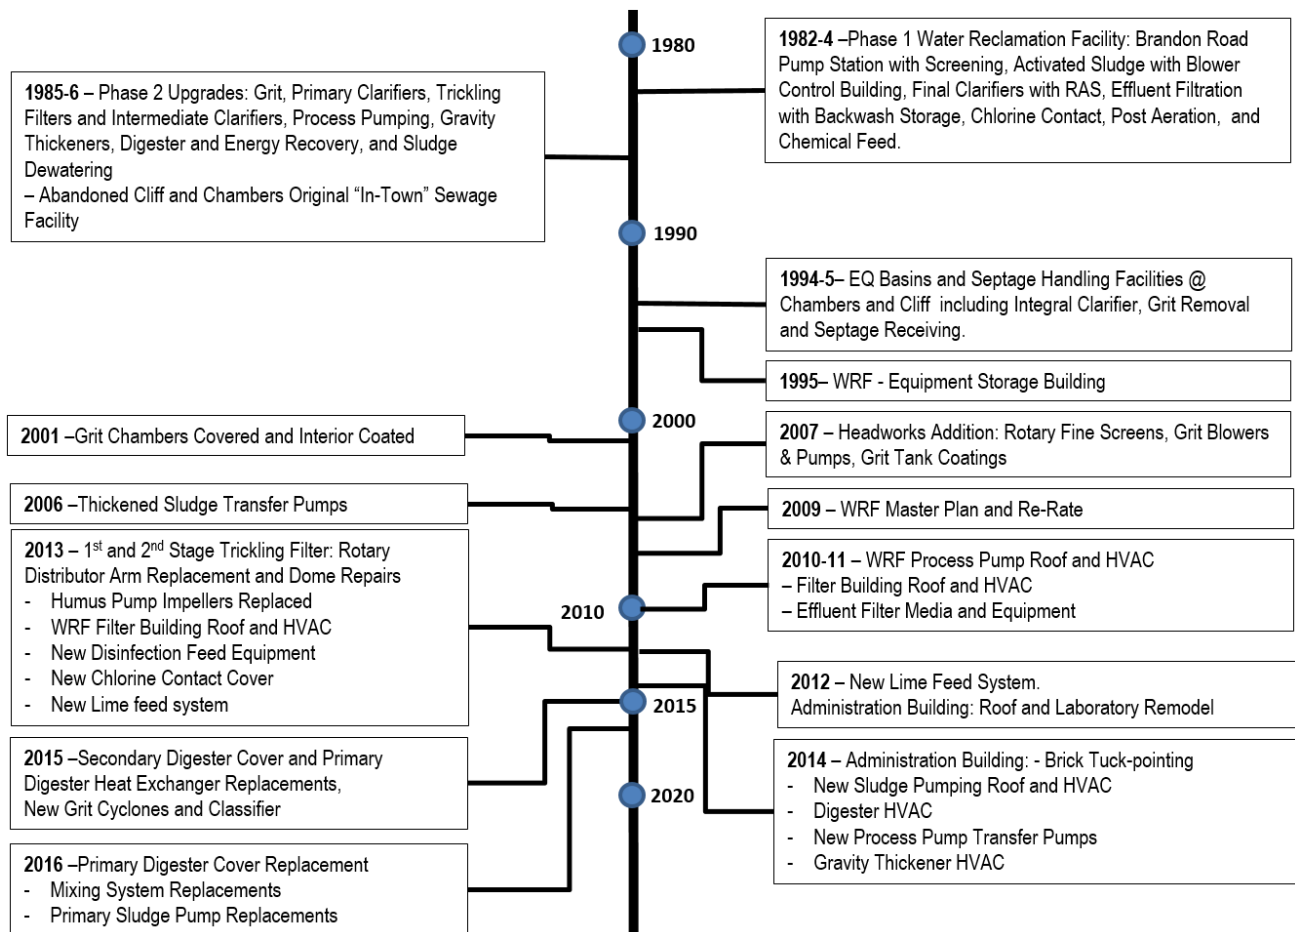 1980
1982-4 –Phase 1 Water Reclamation Facility: Brandon Road
Pump Station with Screening, Activated Sludge with Blower
Control Building, Final Clarifiers with RAS, Effluent Filtration
with Backwash Storage, Chlorine Contact, Post Aeration,  and
Chemical Feed.
1985-6 – Phase 2 Upgrades: Grit, Primary Clarifiers, Trickling
Filters and Intermediate Clarifiers, Process Pumping, Gravity
Thickeners, Digester and Energy Recovery, and Sludge
Dewatering
– Abandoned Cliff and Chambers Original “In-Town” Sewage
Facility
1990
1994-5– EQ Basins and Septage Handling Facilities @
Chambers and Cliff  including Integral Clarifier, Grit Removal
and Septage Receiving.
1995– WRF - Equipment Storage Building
2000
2001 –Grit Chambers Covered and Interior Coated
2007 – Headworks Addition: Rotary Fine Screens, Grit Blowers
& Pumps, Grit Tank Coatings
2006 –Thickened Sludge Transfer Pumps
2009 – WRF Master Plan and Re-Rate
2013 – 1st and 2nd Stage Trickling Filter: Rotary
Distributor Arm Replacement and Dome Repairs
- Humus Pump Impellers Replaced
- WRF Filter Building Roof and HVAC
- New Disinfection Feed Equipment
- New Chlorine Contact Cover
- New Lime feed system
2010-11 – WRF Process Pump Roof and HVAC
– Filter Building Roof and HVAC
– Effluent Filter Media and Equipment
2010
2012 – New Lime Feed System.
Administration Building: Roof and Laboratory Remodel
2015
2015 –Secondary Digester Cover and Primary
Digester Heat Exchanger Replacements,
New Grit Cyclones and Classifier
2014 – Administration Building: - Brick Tuck-pointing
- New Sludge Pumping Roof and HVAC
- Digester HVAC
- New Process Pump Transfer Pumps
- Gravity Thickener HVAC
2020
2016 –Primary Digester Cover Replacement
- Mixing System Replacements
- Primary Sludge Pump Replacements